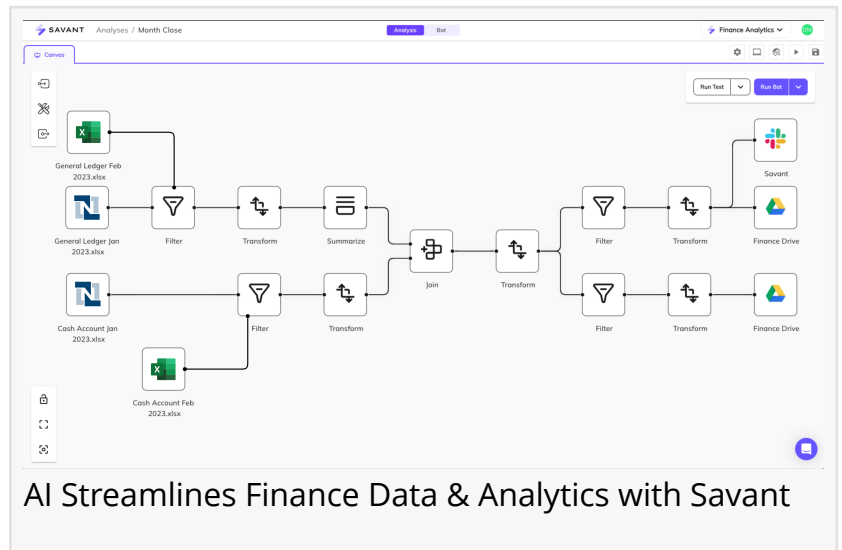 SAVANT Analyses / Month Close Analysis Bot Finance Analytics DM
Canvas
Run Test Run Bot
General Ledger Feb
2023.xlsx
Savant
General Ledger Jan
2023.xlsx
Filter
Transform
Summarize
Filter
Transform
Finance Drive
Join
Transform
Cash Account Jan
2023.xlsx
Filter
Transform
Filter
Transform
Finance Drive
Cash Account Feb
2023.xlsx
AI Streamlines Finance Data & Analytics with Savant